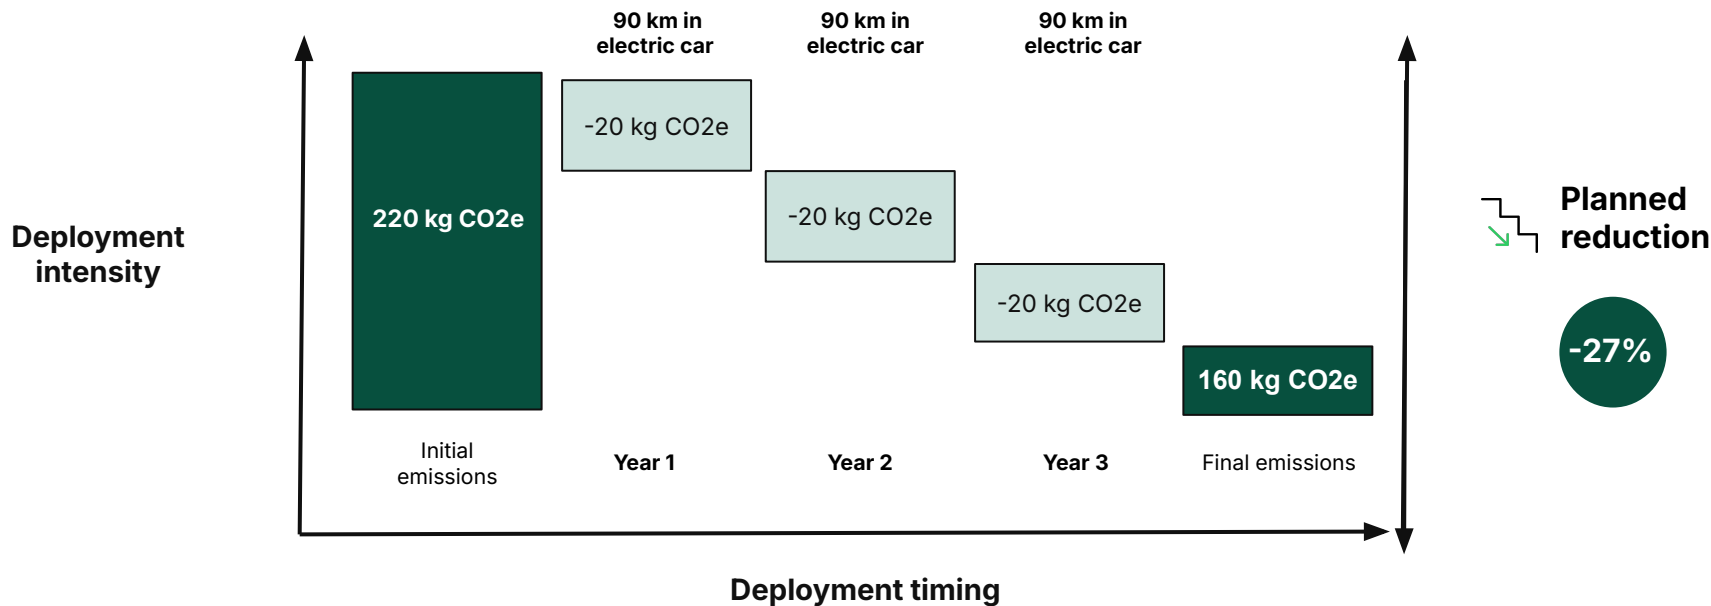 90 km in
electric car
90 km in
electric car
90 km in
electric car
-20 kg CO2e
220 kg CO2e
-20 kg CO2e
-20 kg CO2e
160 kg CO2e
Deployment
intensity
Planned
reduction
-27%
Initial
emissions
Year 1
Year 2
Year 3
Final emissions
Deployment timing